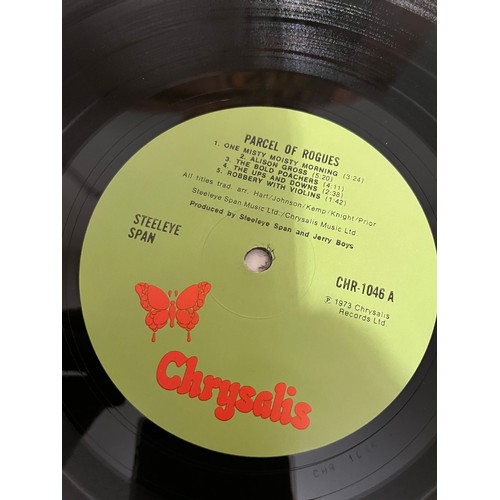 PARCEL OF ROGUES
1. ONE MISTY MOISTY MORNING (3:24)
2. ALISON GROSS (5:20)
3. THE BOLD POACHERS (4:11)
4. THE UPS AND DOWNS (2:38)
5. ROBBERY WITH VIOLINS (1:42)
All titles trad. arr. Hart/Johnson/Kemp/Knight/Prior
Steeleye Span Music Ltd./Chrysalis Music Ltd.
Produced by Steeleye Span and Jerry Boys
STEELEYE
SPAN
CHR-1046 A
℗ 1973 Chrysalis
Records Ltd.
Chrysalis